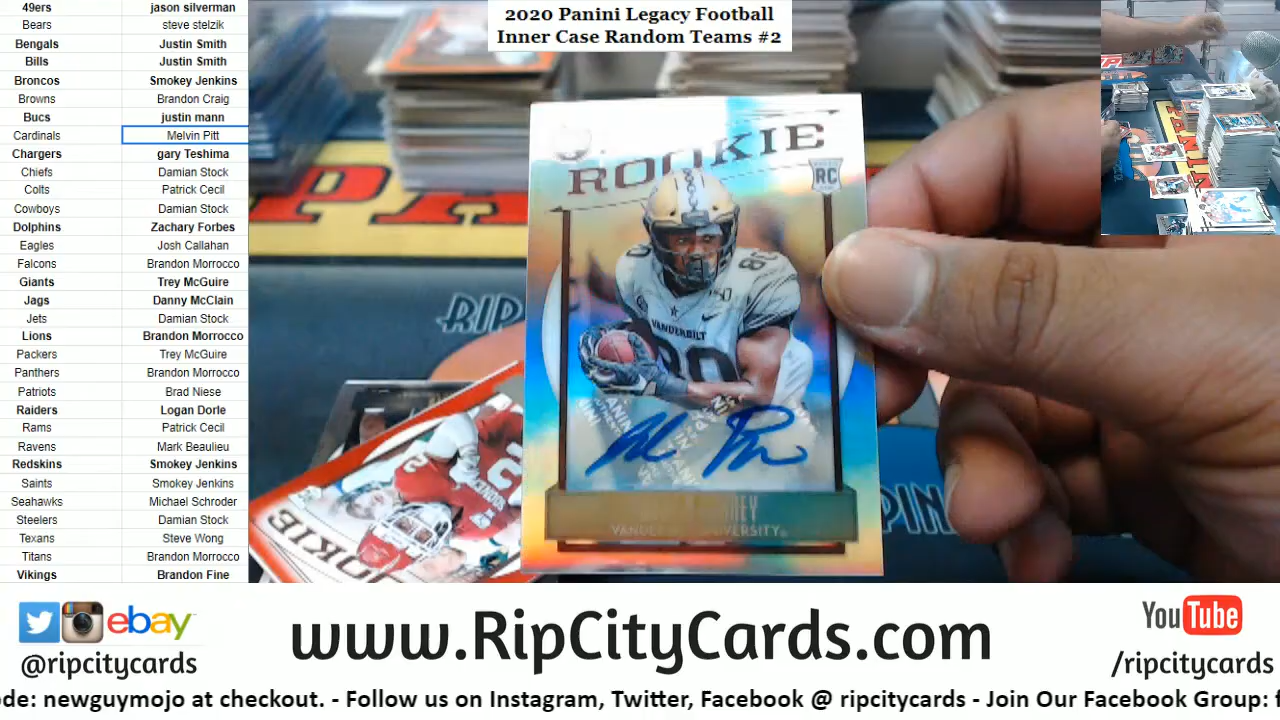 49ers jason silverman
Bears steve stelzik
Bengals Justin Smith
Bills Justin Smith
Broncos Smokey Jenkins
Browns Brandon Craig
Bucs justin mann
Cardinals Melvin Pitt
Chargers gary Teshima
Chiefs Damian Stock
Colts Patrick Cecil
Cowboys Damian Stock
Dolphins Zachary Forbes
Eagles Josh Callahan
Falcons Brandon Morrocco
Giants Trey McGuire
Jags Danny McClain
Jets Damian Stock
Lions Brandon Morrocco
Packers Trey McGuire
Panthers Brandon Morrocco
Patriots Brad Niese
Raiders Logan Dorle
Rams Patrick Cecil
Ravens Mark Beaulieu
Redskins Smokey Jenkins
Saints Smokey Jenkins
Seahawks Michael Schroder
Steelers Damian Stock
Texans Steve Wong
Titans Brandon Morrocco
Vikings Brandon Fine
2020 Panini Legacy Football
Inner Case Random Teams #2
ROOKIE
RC
80
VANDERBILT
80
VANDERBILT UNIVERSITY
RIP
ebay
@ripcitycards
www.RipCityCards.com
YouTube
/ripcitycards
newguymojo at checkout. - Follow us on Instagram, Twitter, Facebook @ ripcitycards - Join Our Facebook Group: